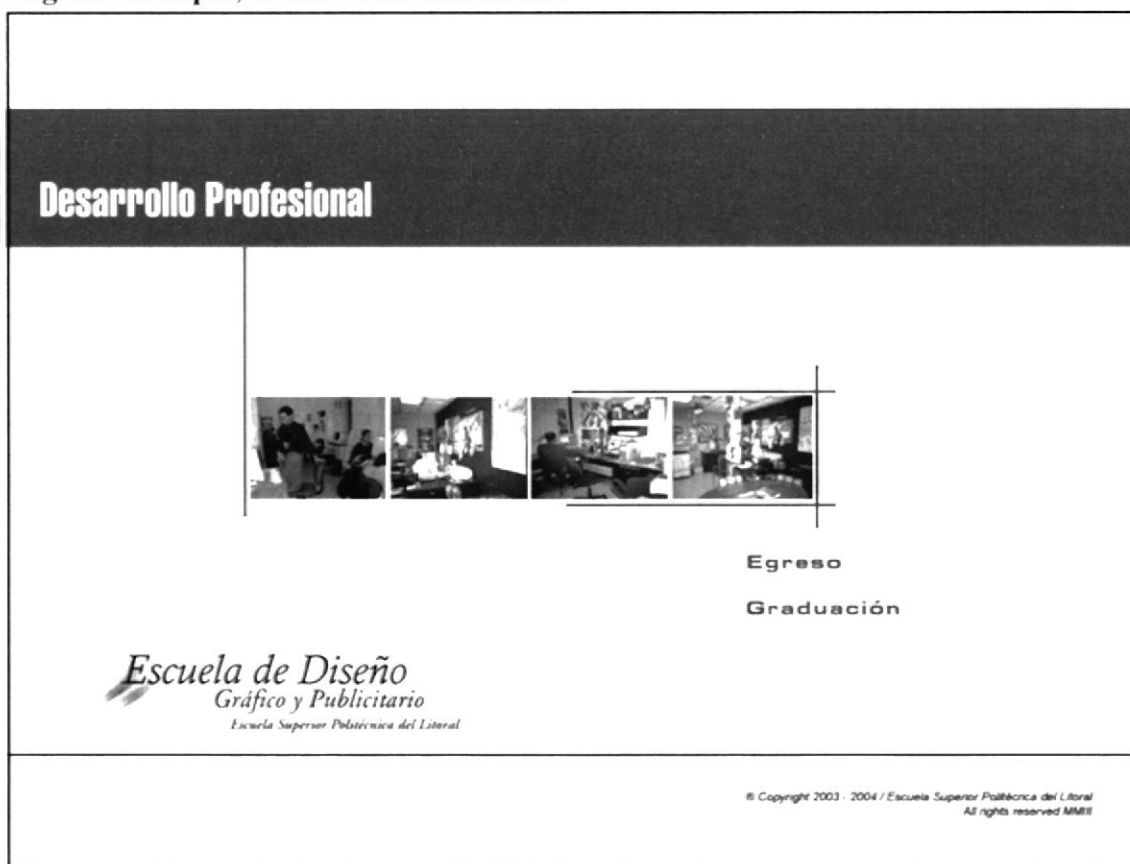 Desarrollo Profesional
Egreso
Graduación
Escuela de Diseño
Gráfico y Publicitario
Escuela Superior Politécnica del Litoral
© Copyright 2003 - 2004 / Escuela Superior Politécnica del Litoral
All rights reserved MMIII